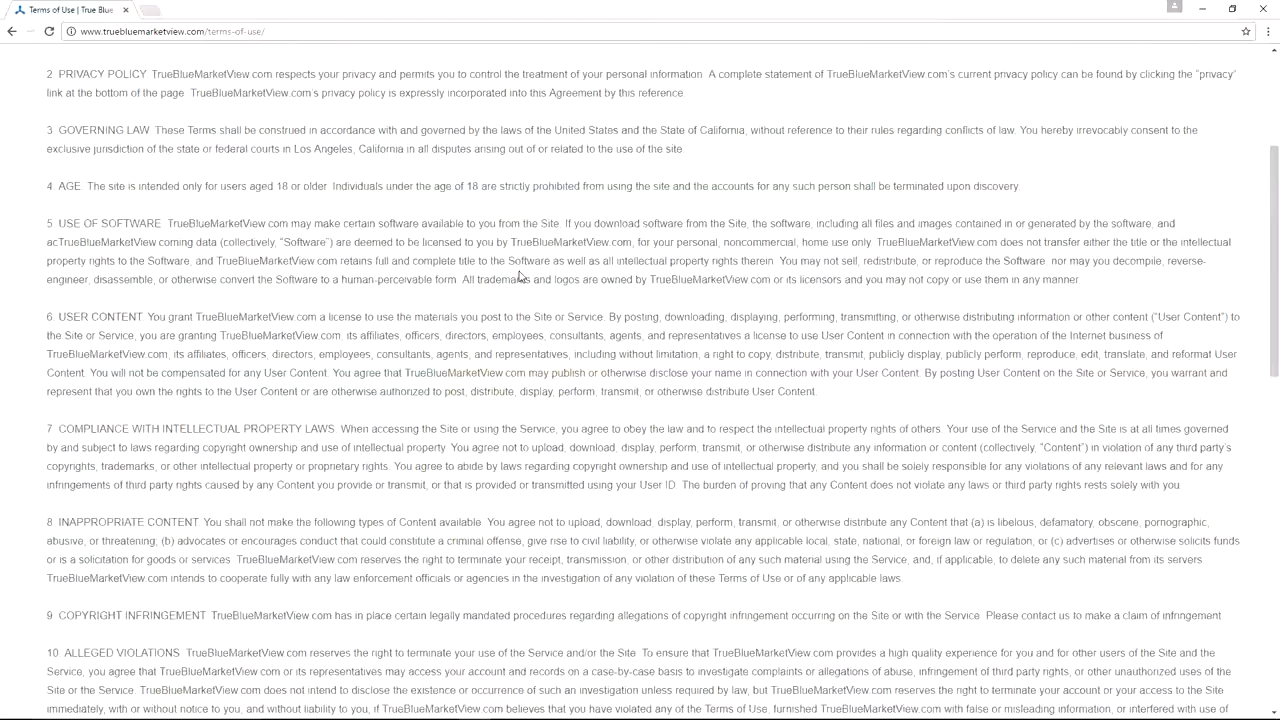 Terms of Use | True Blue
www.truebluemarketview.com/terms-of-use/
2 PRIVACY POLICY TrueBlueMarketView.com respects your privacy and permits you to control the treatment of your personal information. A complete statement of TrueBlueMarketView.com's current privacy policy can be found by clicking the "privacy"
link at the bottom of the page. TrueBlueMarketView.com's privacy policy is expressly incorporated into this Agreement by this reference.
3 GOVERNING LAW. These Terms shall be construed in accordance with and governed by the laws of the United States and the State of California, without reference to their rules regarding conflicts of law. You hereby irrevocably consent to the
exclusive jurisdiction of the state or federal courts in Los Angeles, California in all disputes arising out of or related to the use of the site.
4 AGE. The site is intended only for users aged 18 or older. Individuals under the age of 18 are strictly prohibited from using the site and the accounts for any such person shall be terminated upon discovery.
5 USE OF SOFTWARE. TrueBlueMarketView.com may make certain software available to you from the Site. If you download software from the Site, the software, including all files and images contained in or generated by the software, and
acTrueBlueMarketView coming data (collectively, "Software") are deemed to be licensed to you by TrueBlueMarketView.com, for your personal, noncommercial, home use only. TrueBlueMarketView.com does not transfer either the title or the intellectual
property rights to the Software, and TrueBlueMarketView.com retains full and complete title to the Software as well as all intellectual property rights therein. You may not sell, redistribute, or reproduce the Software, nor may you decompile, reverse-
engineer, disassemble, or otherwise convert the Software to a human-perceivable form. All trademarks and logos are owned by TrueBlueMarketView.com or its licensors and you may not copy or use them in any manner.
6 USER CONTENT. You grant TrueBlueMarketView.com a license to use the materials you post to the Site or Service. By posting, downloading, displaying, performing, transmitting, or otherwise distributing information or other content ("User Content") to
the Site or Service, you are granting TrueBlueMarketView.com, its affiliates, officers, directors, employees, consultants, agents, and representatives a license to use User Content in connection with the operation of the Internet business of
TrueBlueMarketView.com, its affiliates, officers, directors, employees, consultants, agents, and representatives, including without limitation, a right to copy, distribute, transmit, publicly display, publicly perform, reproduce, edit, translate, and reformat User
Content. You will not be compensated for any User Content. You agree that TrueBlueMarketView.com may publish or otherwise disclose your name in connection with your User Content. By posting User Content on the Site or Service, you warrant and
represent that you own the rights to the User Content or are otherwise authorized to post, distribute, display, perform, transmit, or otherwise distribute User Content.
7 COMPLIANCE WITH INTELLECTUAL PROPERTY LAWS. When accessing the Site or using the Service, you agree to obey the law and to respect the intellectual property rights of others. Your use of the Service and the Site is at all times governed
by and subject to laws regarding copyright ownership and use of intellectual property. You agree not to upload, download, display, perform, transmit, or otherwise distribute any information or content (collectively, "Content") in violation of any third party's
copyrights, trademarks, or other intellectual property or proprietary rights. You agree to abide by laws regarding copyright ownership and use of intellectual property, and you shall be solely responsible for any violations of any relevant laws and for any
infringements of third party rights caused by any Content you provide or transmit, or that is provided or transmitted using your User ID. The burden of proving that any Content does not violate any laws or third party rights rests solely with you.
8 INAPPROPRIATE CONTENT. You shall not make the following types of Content available. You agree not to upload, download, display, perform, transmit, or otherwise distribute any Content that (a) is libelous, defamatory, obscene, pornographic,
abusive, or threatening; (b) advocates or encourages conduct that could constitute a criminal offense, give rise to civil liability, or otherwise violate any applicable local, state, national, or foreign law or regulation; or (c) advertises or otherwise solicits funds
or is a solicitation for goods or services. TrueBlueMarketView.com reserves the right to terminate your receipt, transmission, or other distribution of any such material using the Service, and, if applicable, to delete any such material from its servers.
TrueBlueMarketView.com intends to cooperate fully with any law enforcement officials or agencies in the investigation of any violation of these Terms of Use or of any applicable laws.
9 COPYRIGHT INFRINGEMENT. TrueBlueMarketView.com has in place certain legally mandated procedures regarding allegations of copyright infringement occurring on the Site or with the Service. Please contact us to make a claim of infringement.
10. ALLEGED VIOLATIONS. TrueBlueMarketView.com reserves the right to terminate your use of the Service and/or the Site. To ensure that TrueBlueMarketView.com provides a high quality experience for you and for other users of the Site and the
Service, you agree that TrueBlueMarketView.com or its representatives may access your account and records on a case-by-case basis to investigate complaints or allegations of abuse, infringement of third party rights, or other unauthorized uses of the
Site or the Service. TrueBlueMarketView.com does not intend to disclose the existence or occurrence of such an investigation unless required by law, but TrueBlueMarketView.com reserves the right to terminate your account or your access to the Site
immediately, with or without notice to you, and without liability to you, if TrueBlueMarketView.com believes that you have violated any of the Terms of Use, furnished TrueBlueMarketView.com with false or misleading information, or interfered with use of